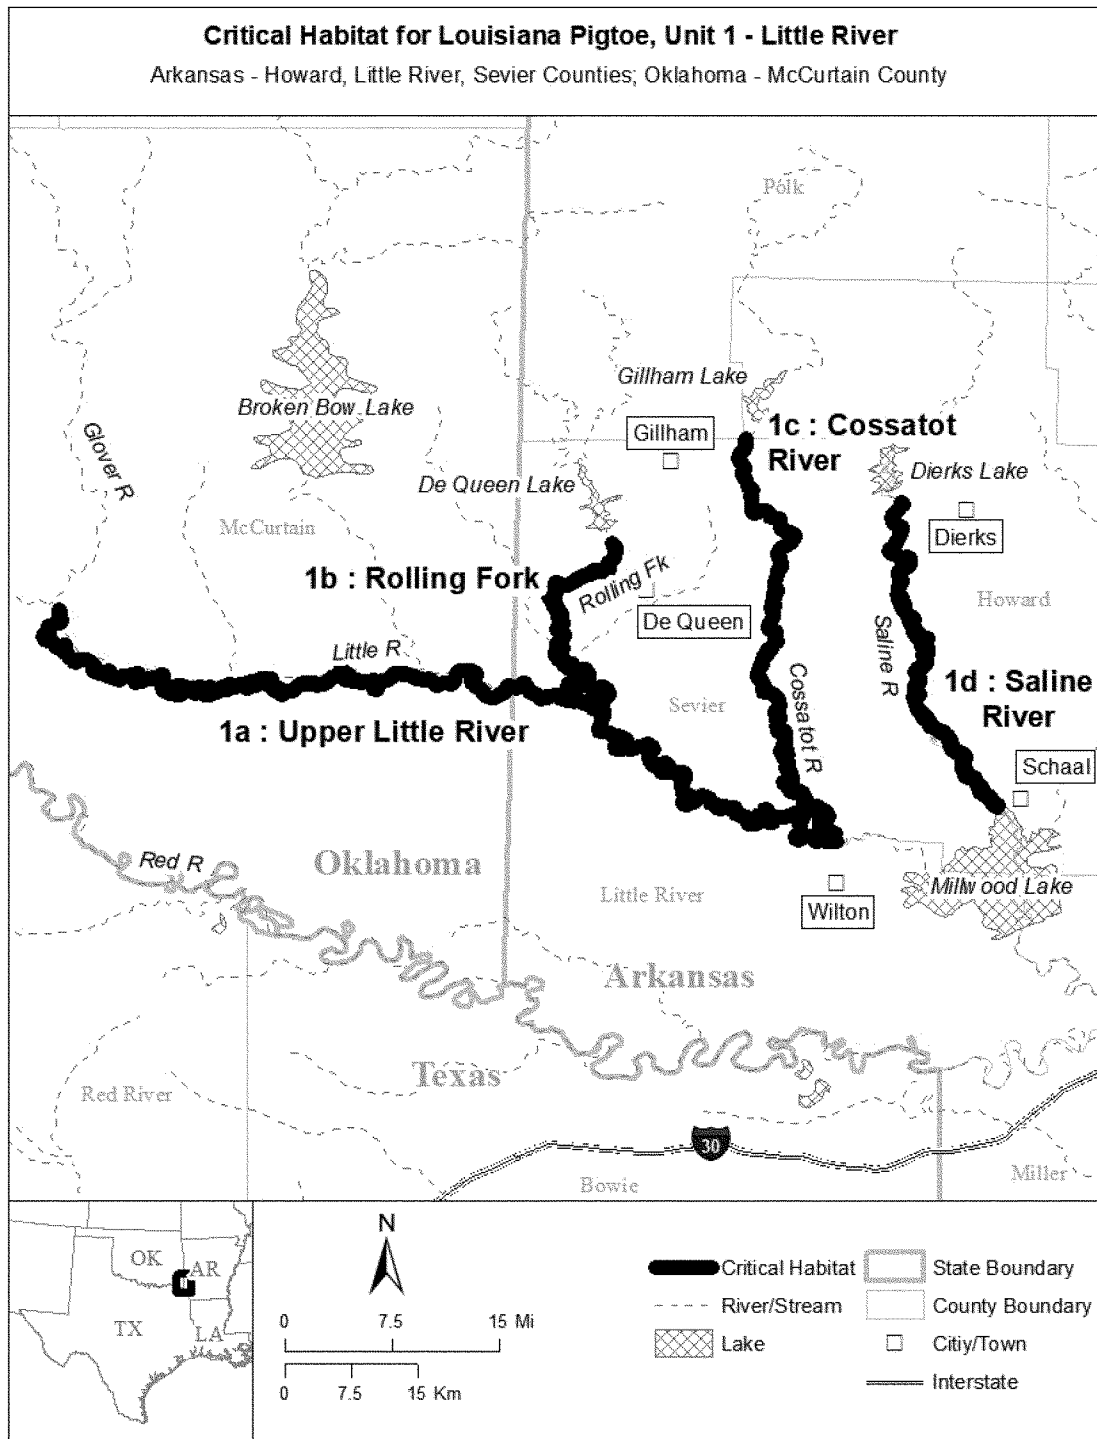 Critical Habitat for Louisiana Pigtoe, Unit 1 - Little River
Arkansas - Howard, Little River, Sevier Counties; Oklahoma - McCurtain County
Polk
Gillham Lake
Broken Bow Lake
1c : Cossatot
River
Gillham
Glover R
De Queen Lake
Dierks Lake
McCurtain
Dierks
1b : Rolling Fork
Rolling Fk
Howard
De Queen
Little R
Saline R
1d : Saline
River
Sevier
Cossatot R
1a : Upper Little River
Schaal
Red R
Oklahoma
Little River
Millwood Lake
Wilton
Arkansas
Texas
Red River
30
Miller
Bowie
OK
AR
TX
LA
N
0 7.5 15 Mi
0 7.5 15 Km
Critical Habitat
River/Stream
Lake
State Boundary
County Boundary
Citiy/Town
Interstate